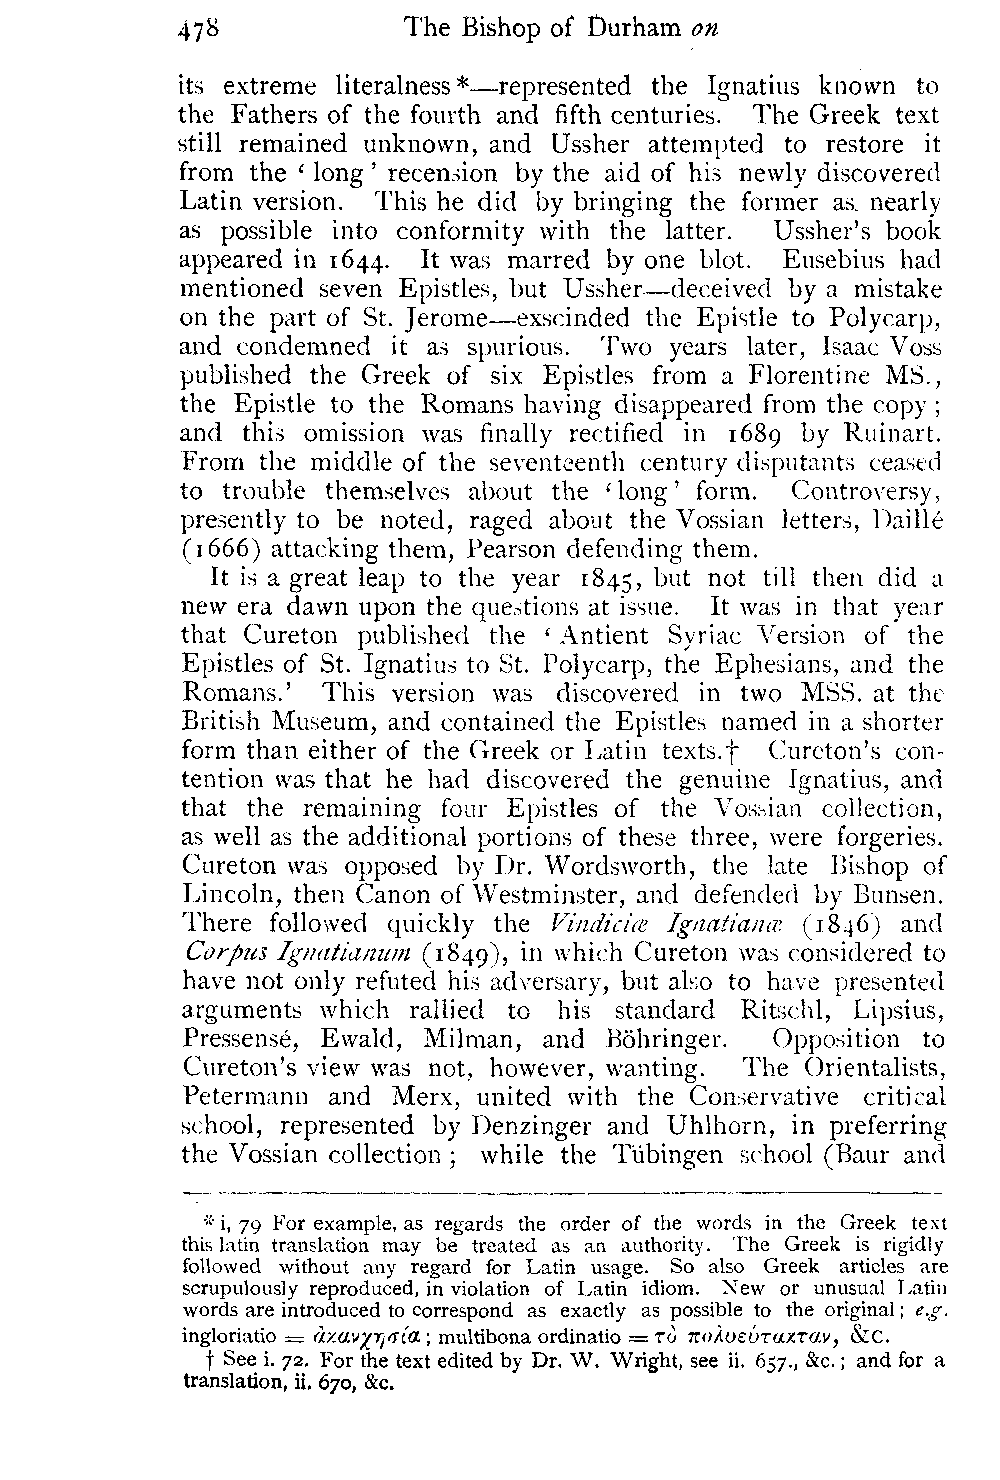 478 The Bishop of Durham on
its extreme literalness *—represented the Ignatius known to
the Fathers of the fourth and fifth centuries. The Greek text
still remained unknown, and Ussher attempted to restore it
from the ‘ long ’ recension by the aid of his newly discovered
Latin version. This he did by bringing the former as nearly
as possible into conformity with the latter. Ussher's book
appeared in 1644. It was marred by one blot. Eusebius had
mentioned seven Epistles, but Ussher—deceived by a mistake
on the part of St. Jerome—exscinded the Epistle to Polycarp,
and condemned it as spurious. Two years later, Isaac Voss
published the Greek of six Epistles from a Florentine MS.,
the Epistle to the Romans having disappeared from the copy ;
and this omission was finally rectified in 1689 by Ruinart.
From the middle of the seventeenth century disputants ceased
to trouble themselves about the ‘long’ form. Controversy,
presently to be noted, raged about the Vossian letters, Daillé
(1666) attacking them, Pearson defending them.
It is a great leap to the year 1845, but not till then did a
new era dawn upon the questions at issue. It was in that year
that Cureton published the ‘ Antient Syriac Version of the
Epistles of St. Ignatius to St. Polycarp, the Ephesians, and the
Romans.’ This version was discovered in two MSS. at the
British Museum, and contained the Epistles named in a shorter
form than either of the Greek or Latin texts.† Cureton's con-
tention was that he had discovered the genuine Ignatius, and
that the remaining four Epistles of the Vossian collection,
as well as the additional portions of these three, were forgeries.
Cureton was opposed by Dr. Wordsworth, the late Bishop of
Lincoln, then Canon of Westminster, and defended by Bunsen.
There followed quickly the Vindiciæ Ignatianæ (1846) and
Corpus Ignatianum (1849), in which Cureton was considered to
have not only refuted his adversary, but also to have presented
arguments which rallied to his standard Ritschl, Lipsius,
Pressensé, Ewald, Milman, and Böhringer. Opposition to
Cureton's view was not, however, wanting. The Orientalists,
Petermann and Merx, united with the Conservative critical
school, represented by Denzinger and Uhlhorn, in preferring
the Vossian collection ; while the Tübingen school (Baur and
* i, 79 For example, as regards the order of the words in the Greek text
this latin translation may be treated as an authority. The Greek is rigidly
followed without any regard for Latin usage. So also Greek articles are
scrupulously reproduced, in violation of Latin idiom. New or unusual Latin
words are introduced to correspond as exactly as possible to the original ; e.g.
ingloriatio = ἀκαυχησία ; multibona ordinatio = τὸ πολυεύτακταν, &c.
† See i. 72. For the text edited by Dr. W. Wright, see ii. 657., &c. ; and for a
translation, ii. 670, &c.